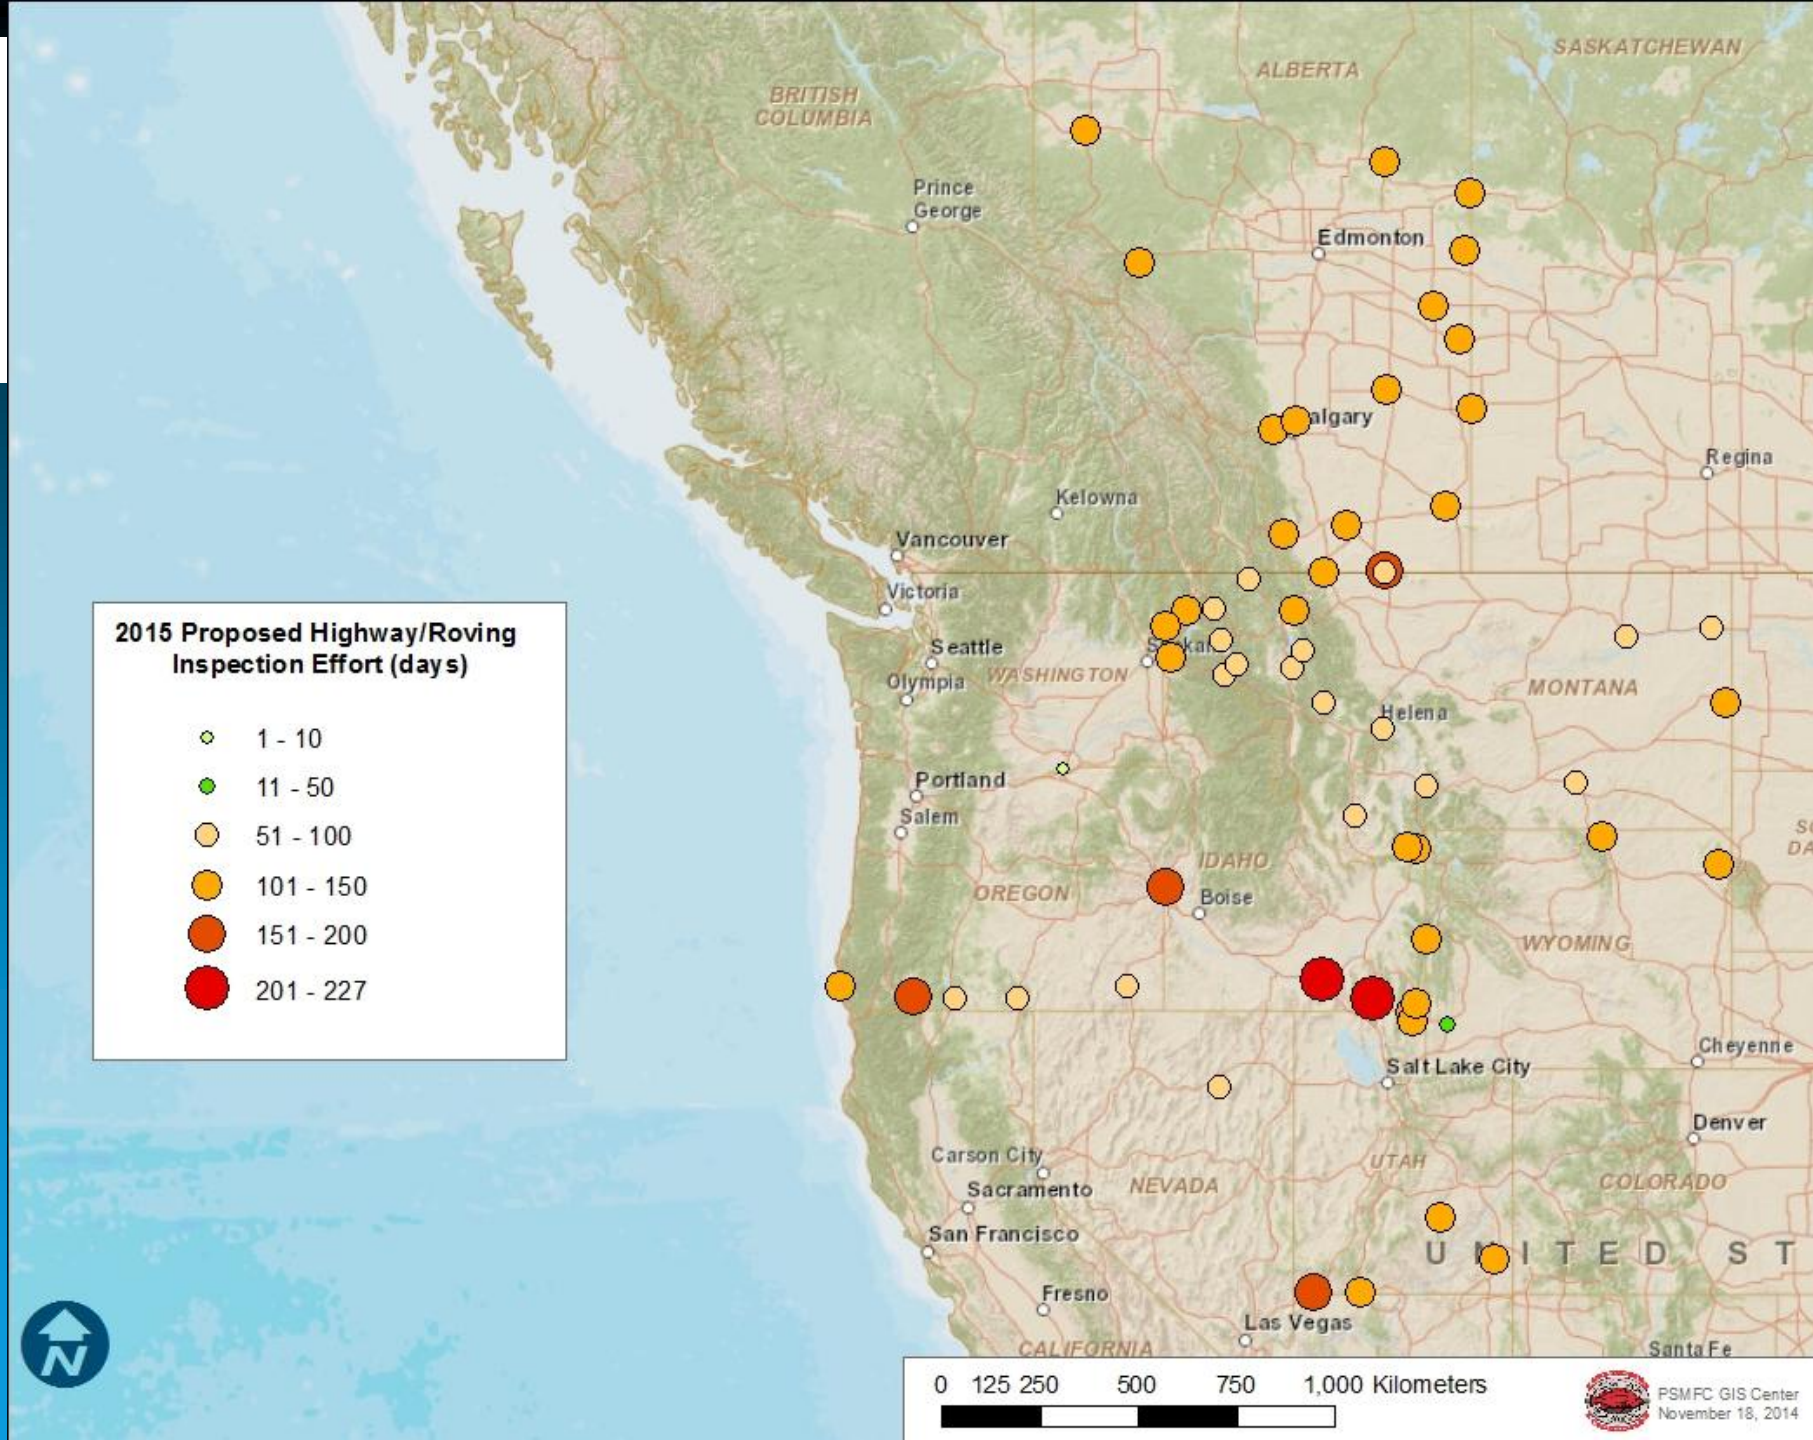 SASKATCHEWAN
ALBERTA
BRITISH
COLUMBIA
Prince
George
Edmonton
algary
Regina
Kelowna
Vancouver
Victoria
Seattle
WASHINGTON
Olympia
MONTANA
Helena
Portland
Salem
IDAHO
OREGON
Boise
WYOMING
Cheyenne
Salt Lake City
Denver
UTAH
Carson City
NEVADA
COLORADO
Sacramento
San Francisco
UNITED ST
Fresno
Las Vegas
CALIFORNIA
Santa Fe
2015 Proposed Highway/Roving
Inspection Effort (days)
1 - 10
11 - 50
51 - 100
101 - 150
151 - 200
201 - 227
N
0 125 250 500 750 1,000 Kilometers
PSMFC GIS Center
November 18, 2014